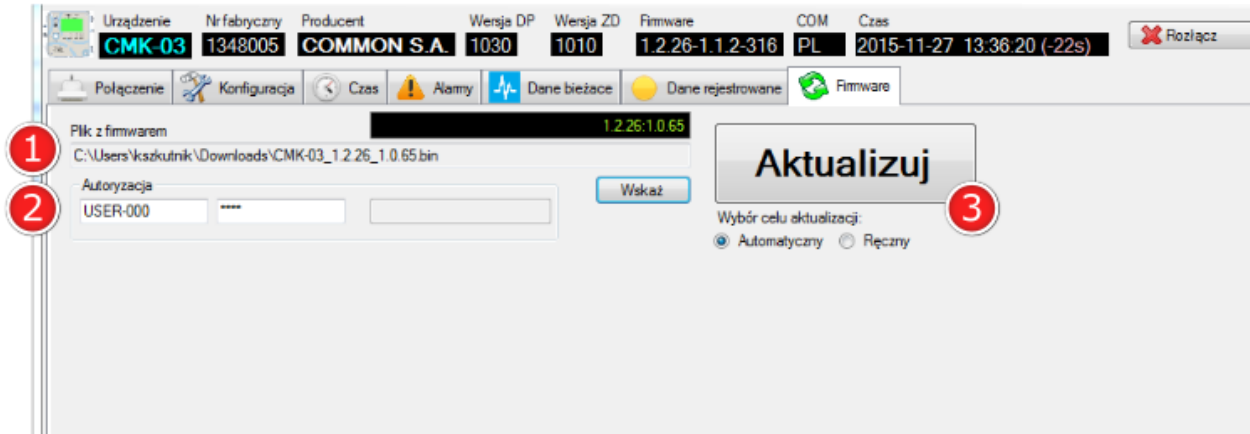 Urządzenie Nr fabryczny Producent Wersja DP Wersja ZD Firmware COM Czas
CMK-03 1348005 COMMON S.A. 1030 1010 1.2.26-1.1.2-316 PL 2015-11-27 13:36:20 (-22s) Rozłącz
Połączenie Konfiguracja Czas Alarmy Dane bieżace Dane rejestrowane Firmware
Plik z firmwarem 1.2.26:1.0.65
1 C:\Users\kszkutnik\Downloads\CMK-03_1.2.26_1.0.65.bin
Aktualizuj
Autoryzacja Wskaż
2 USER-000 **** 3
Wybór celu aktualizacji:
Automatyczny Ręczny